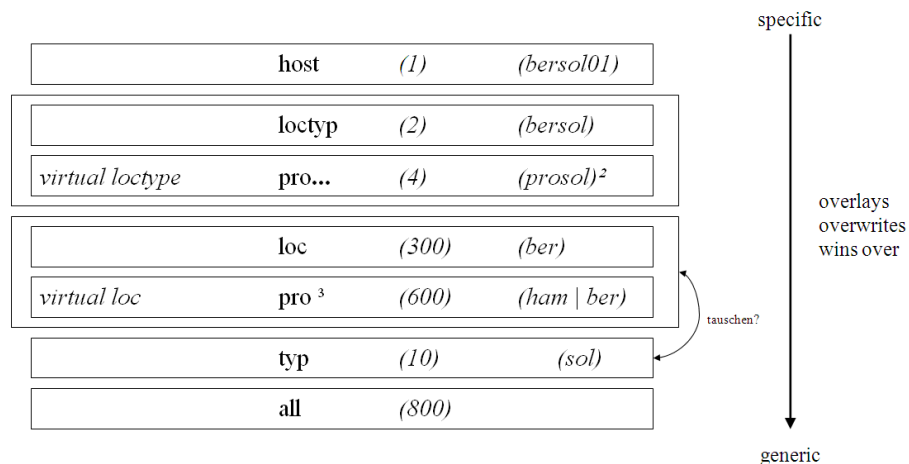 specific
host (1) (bersol01)
loctyp (2) (bersol)
virtual loctype pro... (4) (prosol)²
overlays
overwrites
wins over
loc (300) (ber)
virtual loc pro ³ (600) (ham | ber)
tauschen?
typ (10) (sol)
all (800)
generic